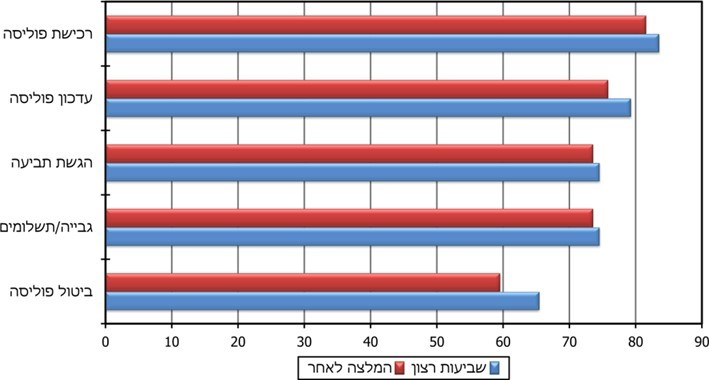 רכישת פוליסה
עדכון פוליסה
הגשת תביעה
גבייה/תשלומים
ביטול פוליסה
0 10 20 30 40 50 60 70 80 90
שביעות רצון המלצה לאחר